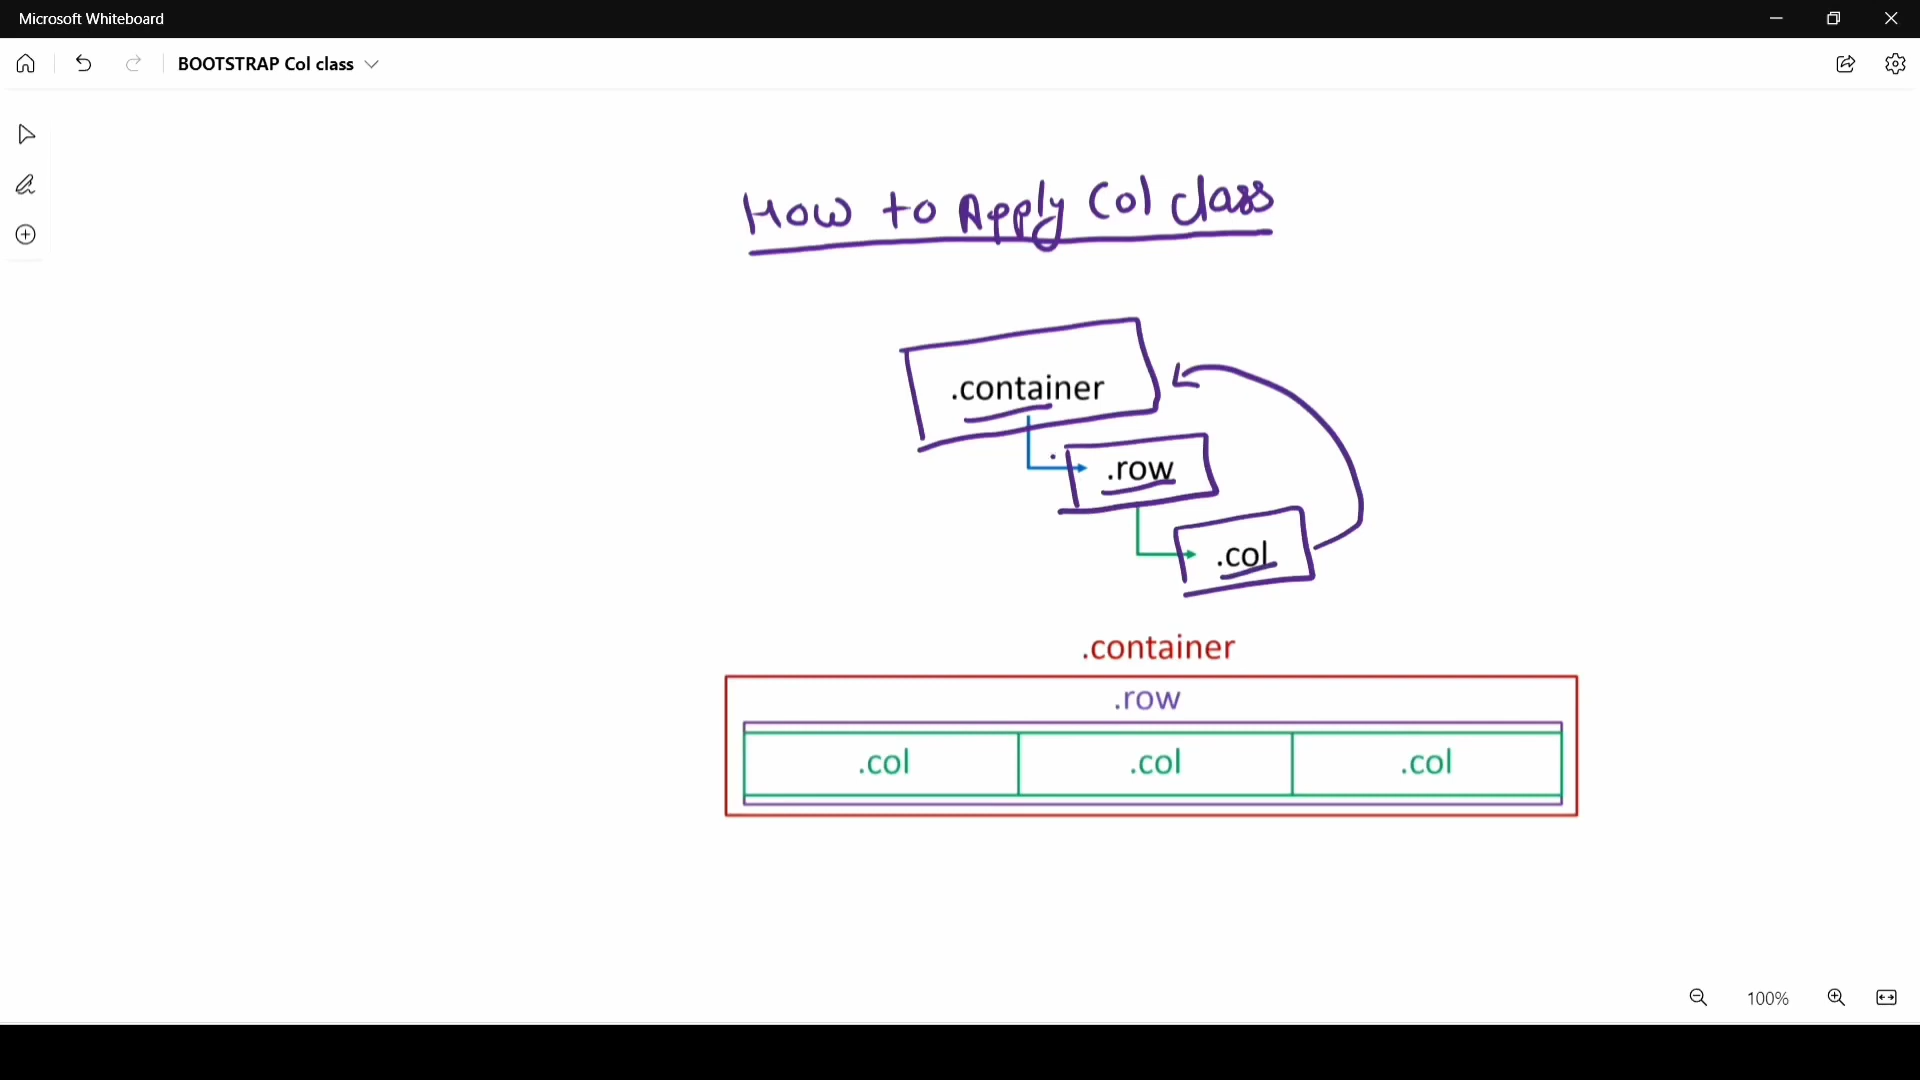 Microsoft Whiteboard
BOOTSTRAP Col class
How to Apply Col class
.container
.row
.col
.container
.row
.col .col .col
100%